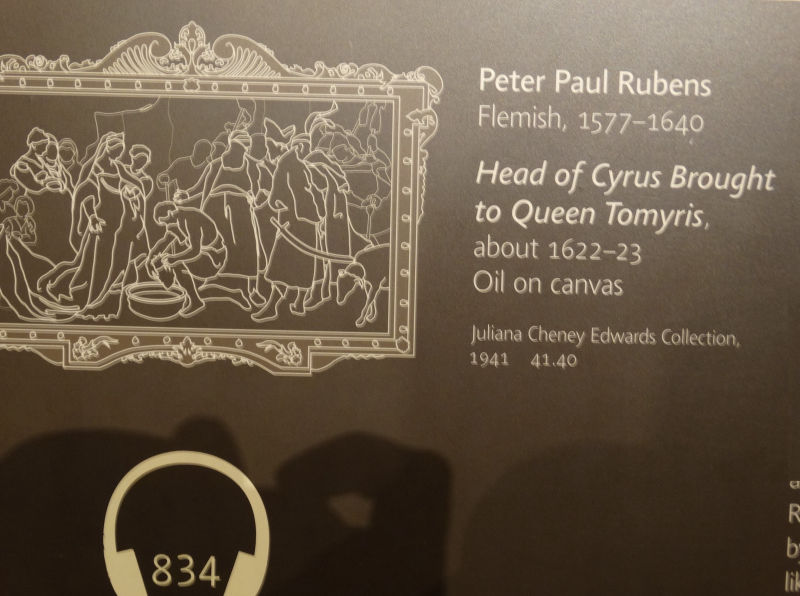 Peter Paul Rubens
Flemish, 1577–1640
Head of Cyrus Brought
to Queen Tomyris,
about 1622–23
Oil on canvas
Juliana Cheney Edwards Collection,
1941 41.40
834
by